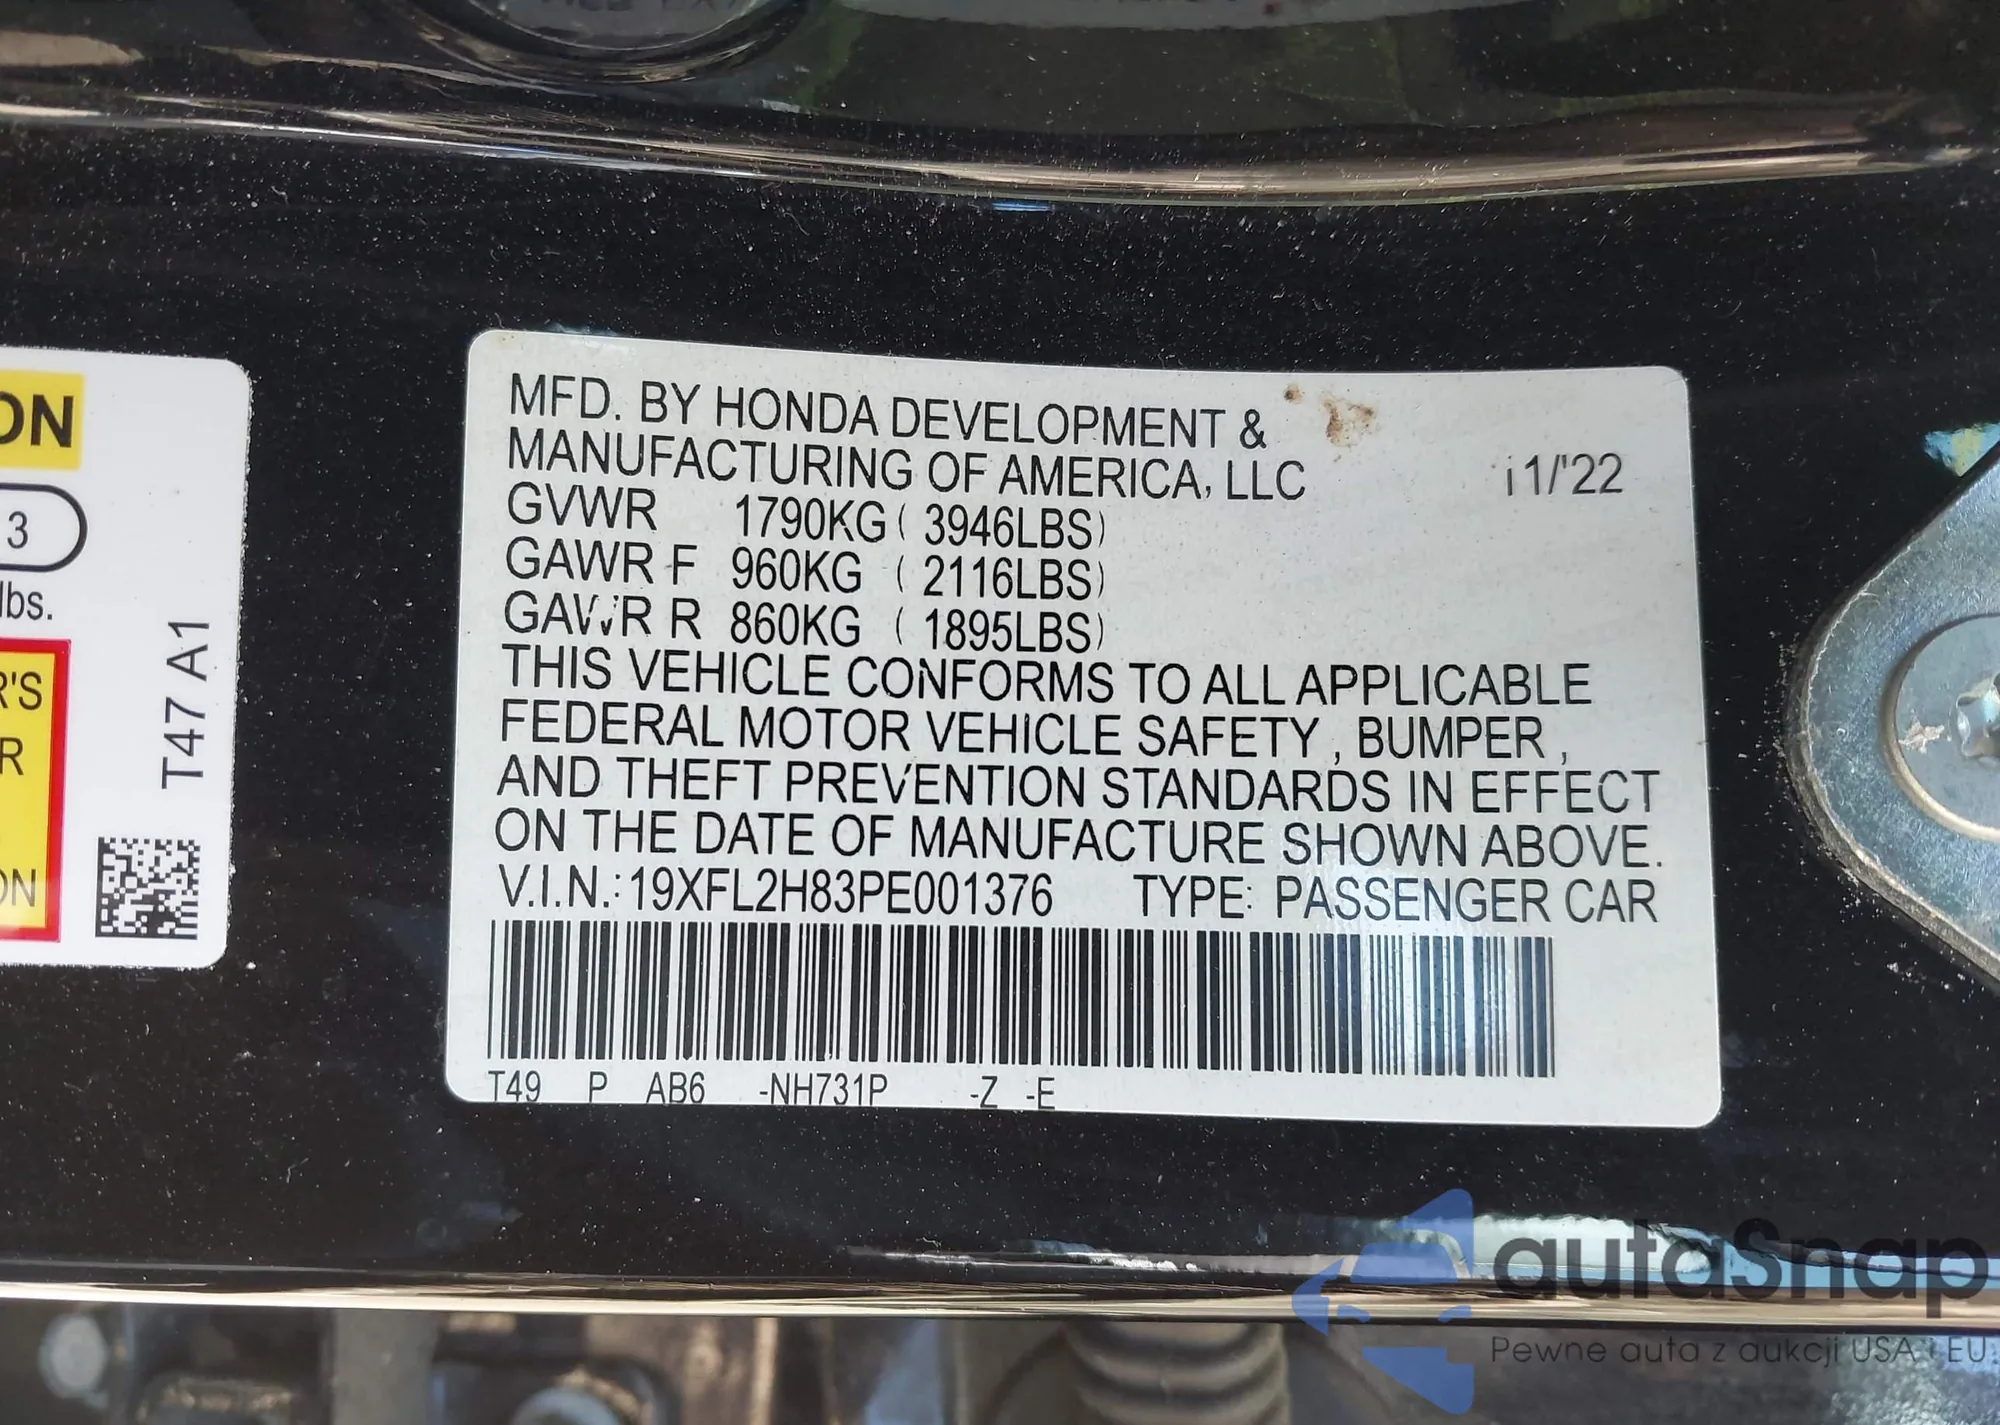 MFD. BY HONDA DEVELOPMENT &
MANUFACTURING OF AMERICA, LLC 11/'22
GVWR 1790KG ( 3946LBS)
GAWR F 960KG ( 2116LBS)
GAWR R 860KG ( 1895LBS)
THIS VEHICLE CONFORMS TO ALL APPLICABLE
FEDERAL MOTOR VEHICLE SAFETY , BUMPER ,
AND THEFT PREVENTION STANDARDS IN EFFECT
ON THE DATE OF MANUFACTURE SHOWN ABOVE.
V.I.N.: 19XFL2H83PE001376 TYPE: PASSENGER CAR
T49 P AB6 -NH731P -Z -E
ON
3
lbs.
R'S
R
ON
T47 A1
autoSnap
Pewne auta z aukcji USA i EU